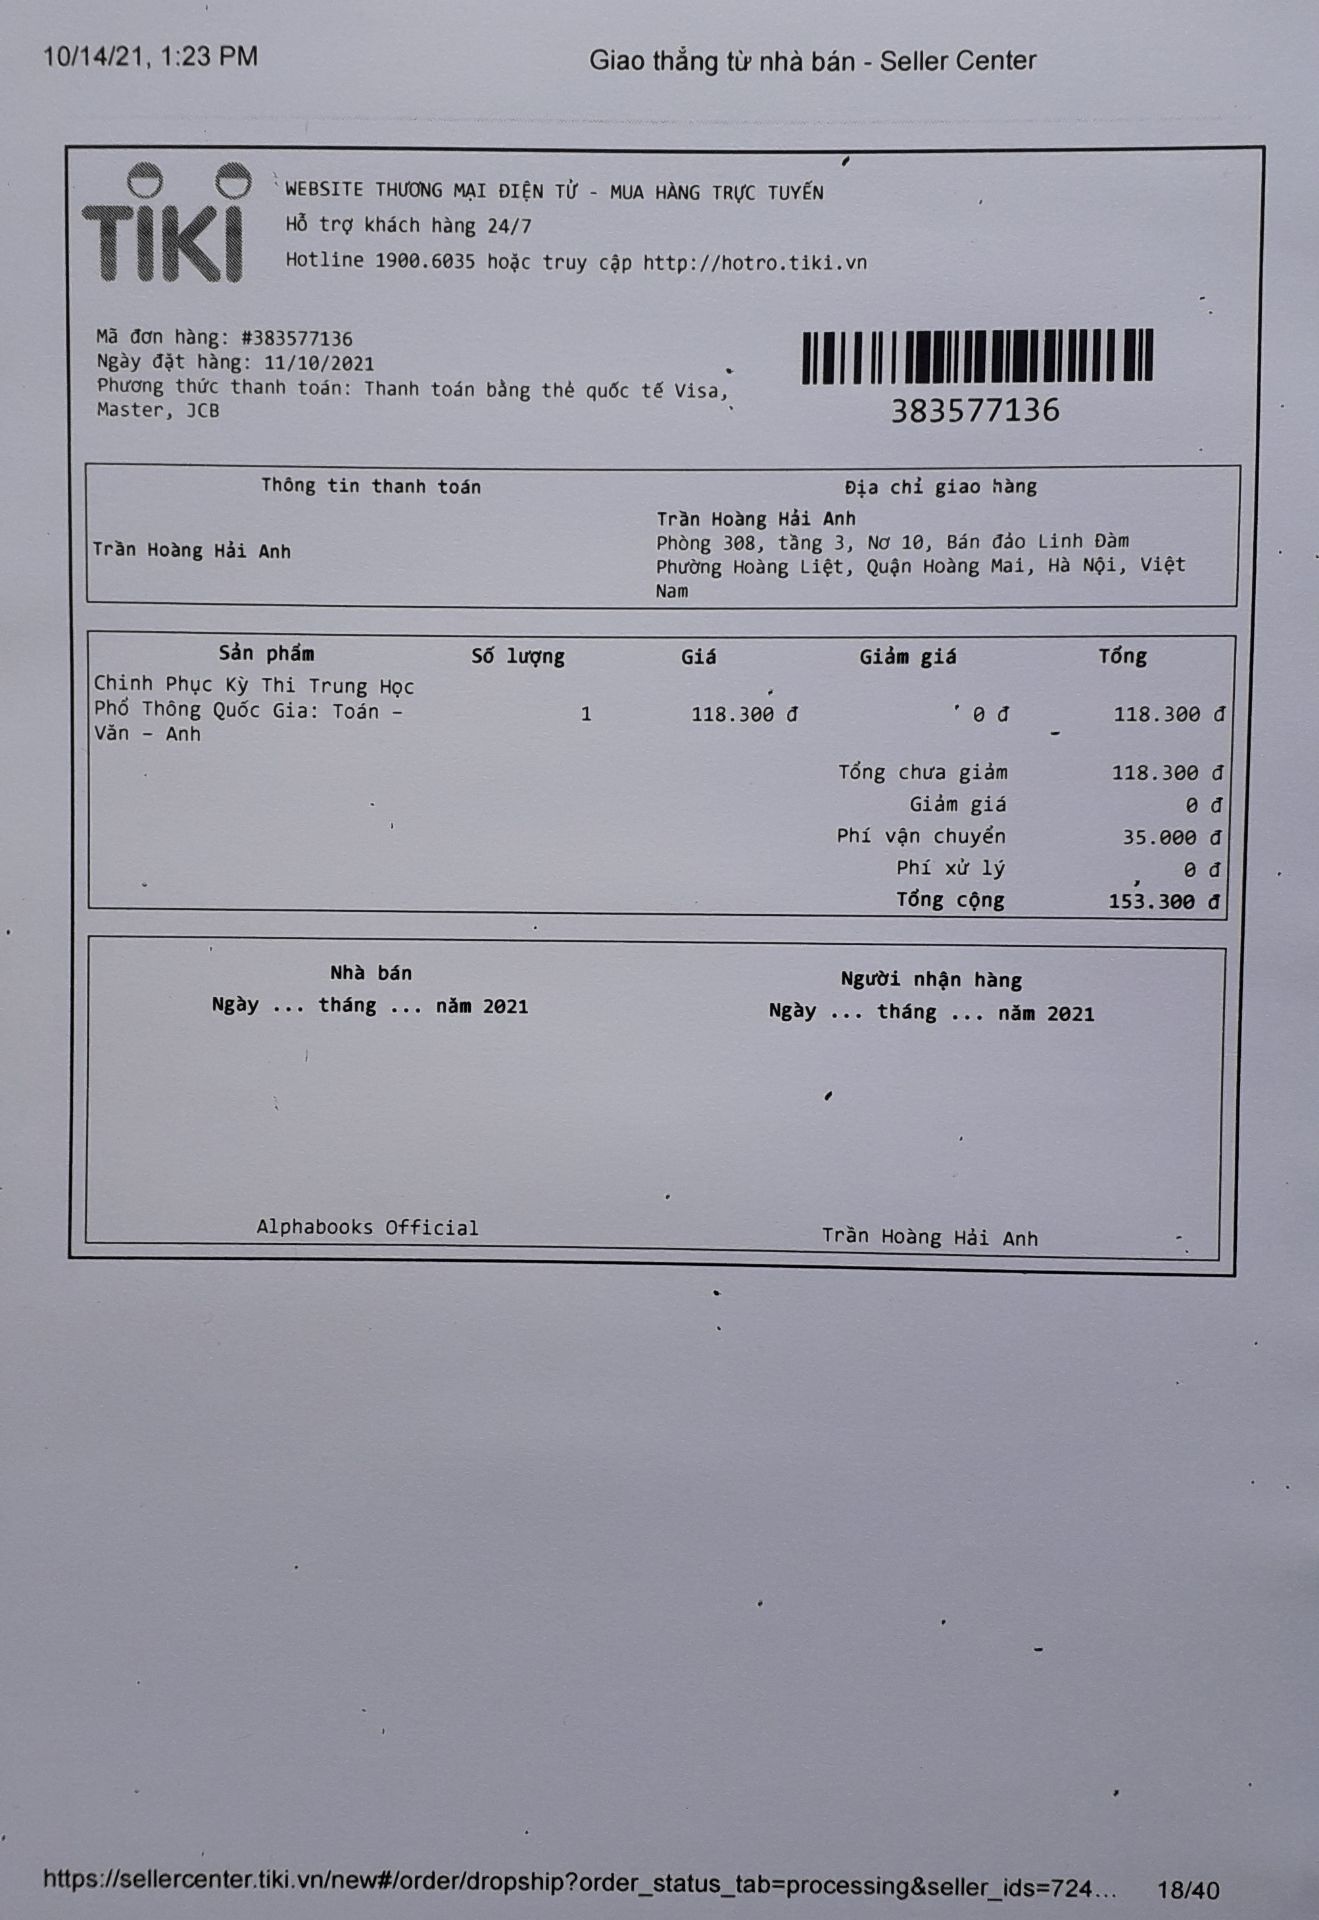 10/14/21, 1:23 PM
Giao thẳng từ nhà bán - Seller Center
TIKI
WEBSITE THƯƠNG MẠI ĐIỆN TỬ - MUA HÀNG TRỰC TUYẾN
Hỗ trợ khách hàng 24/7
Hotline 1900.6035 hoặc truy cập http://hotro.tiki.vn
Mã đơn hàng: #383577136
Ngày đặt hàng: 11/10/2021
Phương thức thanh toán: Thanh toán bằng thẻ quốc tế Visa,
Master, JCB
383577136
Thông tin thanh toán
Trần Hoàng Hải Anh
Địa chỉ giao hàng
Trần Hoàng Hải Anh
Phòng 308, tầng 3, Nơ 10, Bán đảo Linh Đàm
Phường Hoàng Liệt, Quận Hoàng Mai, Hà Nội, Việt
Nam
Sản phẩm Số lượng Giá Giảm giá Tổng
Chinh Phục Kỳ Thi Trung Học
Phổ Thông Quốc Gia: Toán – 1 118.300 đ 0 đ 118.300 đ
Văn – Anh
Tổng chưa giảm 118.300 đ
Giảm giá 0 đ
Phí vận chuyển 35.000 đ
Phí xử lý 0 đ
Tổng cộng 153.300 đ
Nhà bán
Ngày ... tháng ... năm 2021
Alphabooks Official
Người nhận hàng
Ngày ... tháng ... năm 2021
Trần Hoàng Hải Anh
https://sellercenter.tiki.vn/new#/order/dropship?order_status_tab=processing&seller_ids=724... 18/40